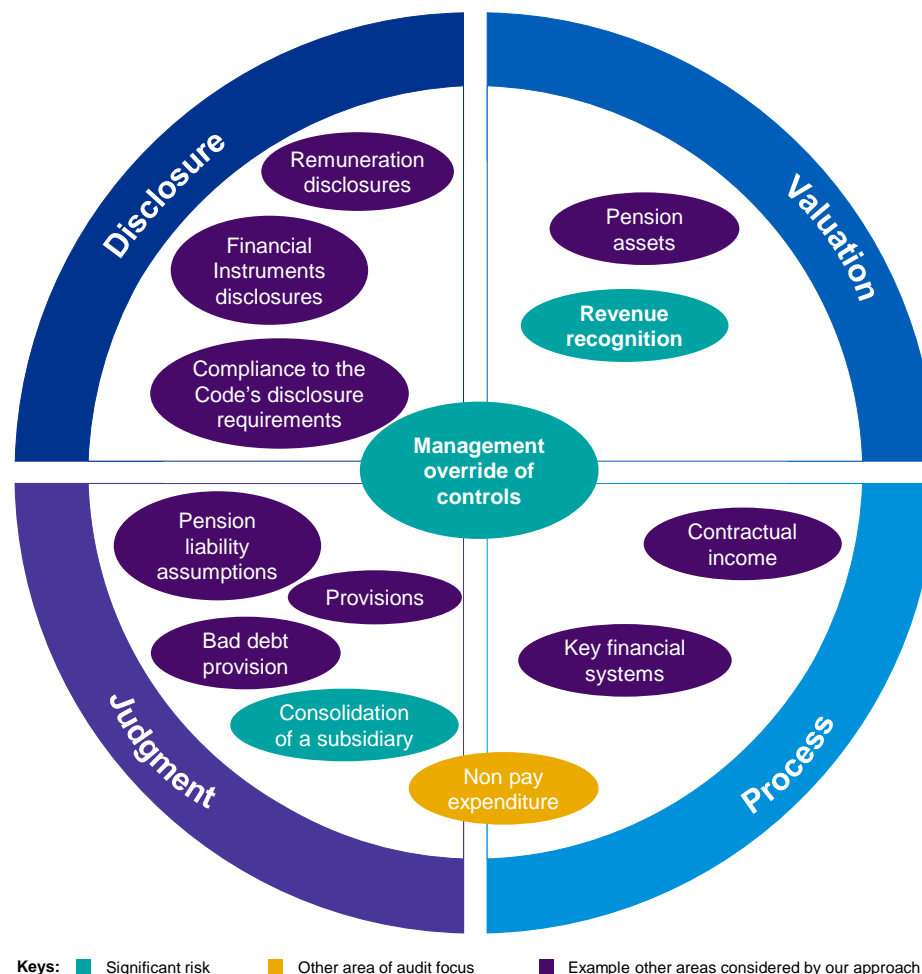 Disclosure
Remuneration
disclosures
Financial
Instruments
disclosures
Compliance to the
Code’s disclosure
requirements
Valuation
Pension
assets
Revenue
recognition
Management
override of
controls
Judgment
Pension
liability
assumptions
Provisions
Bad debt
provision
Consolidation
of a subsidiary
Process
Contractual
income
Key financial
systems
Non pay
expenditure
Keys: Significant risk Other area of audit focus Example other areas considered by our approach